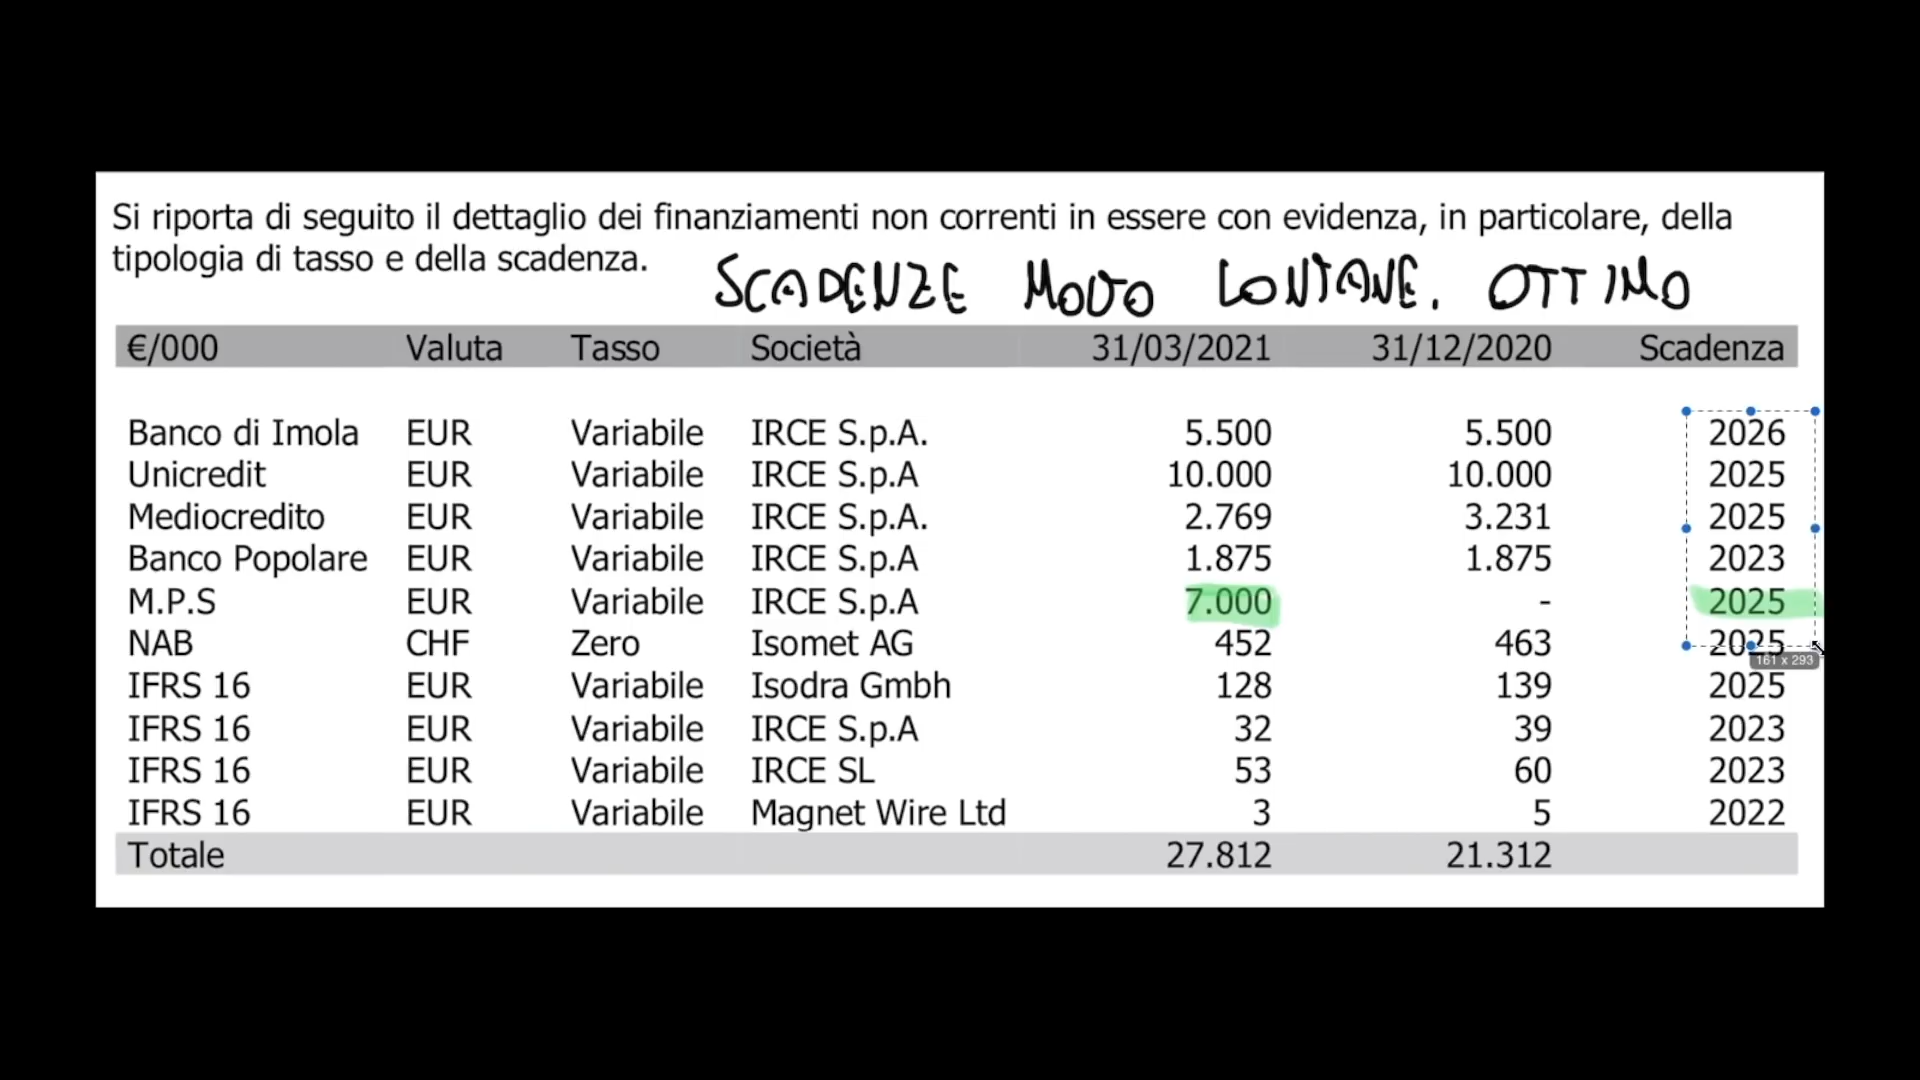 Si riporta di seguito il dettaglio dei finanziamenti non correnti in essere con evidenza, in particolare, della
tipologia di tasso e della scadenza.
SCADENZE MOLTO LONTANE. OTTIMO
€/000 Valuta Tasso Società 31/03/2021 31/12/2020 Scadenza
Banco di Imola EUR Variabile IRCE S.p.A. 5.500 5.500 2026
Unicredit EUR Variabile IRCE S.p.A 10.000 10.000 2025
Mediocredito EUR Variabile IRCE S.p.A. 2.769 3.231 2025
Banco Popolare EUR Variabile IRCE S.p.A 1.875 1.875 2023
M.P.S EUR Variabile IRCE S.p.A 7.000 - 2025
NAB CHF Zero Isomet AG 452 463 2025
161 x 293
IFRS 16 EUR Variabile Isodra Gmbh 128 139 2025
IFRS 16 EUR Variabile IRCE S.p.A 32 39 2023
IFRS 16 EUR Variabile IRCE SL 53 60 2023
IFRS 16 EUR Variabile Magnet Wire Ltd 3 5 2022
Totale 27.812 21.312